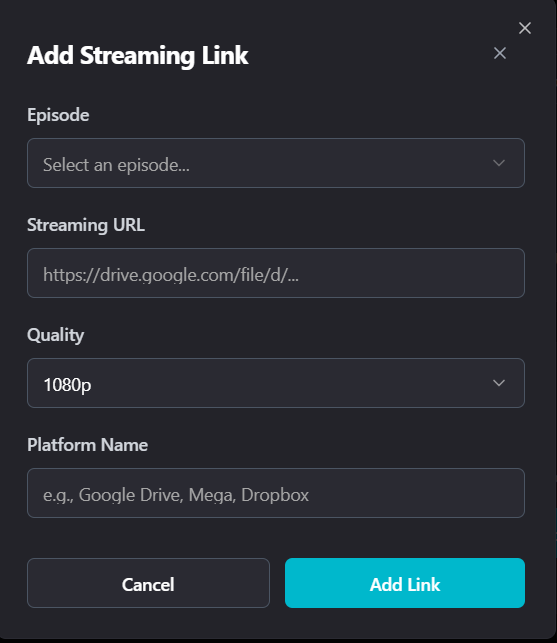 Add Streaming Link
Episode
Select an episode...
Streaming URL
https://drive.google.com/file/d/...
Quality
1080p
Platform Name
e.g., Google Drive, Mega, Dropbox
Cancel
Add Link